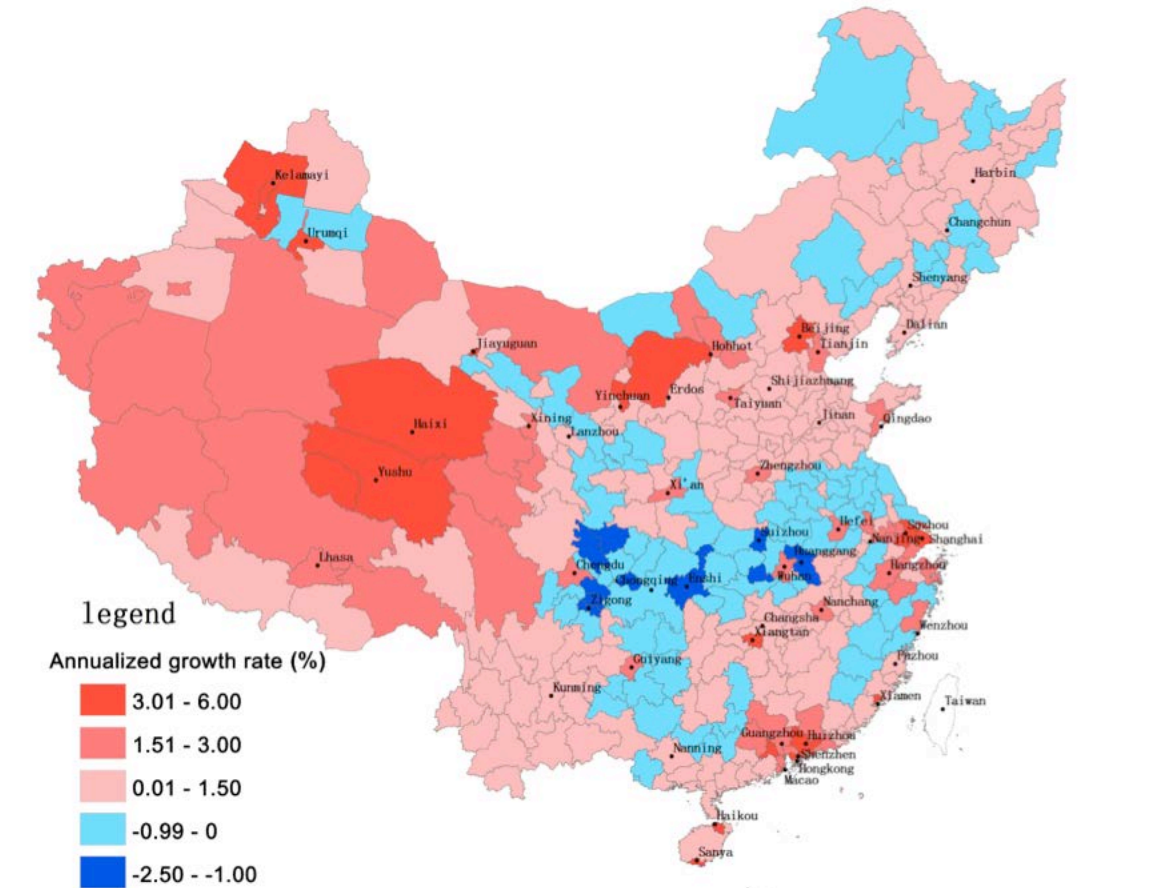 Kelamayi
Urumqi
Harbin
Changchun
Shenyang
Dalian
Beijing
Tianjin
Jiayuguan
Hohhot
Yinchuan
Erdos
Shijiazhuang
Taiyuan
Jinan
Qingdao
Haixi
Xining
Lanzhou
Yushu
Zhengzhou
Xi'an
Hefei
Suzhou
Nanjing
Shanghai
Suizhou
Huanggang
Lhasa
Chengdu
Chongqing
Enshi
Wuhan
Hangzhou
Zigong
Nanchang
Changsha
Xiangtan
Wenzhou
Guiyang
Fuzhou
Kunming
Xiamen
Taiwan
Guangzhou
Huizhou
Nanning
Shenzhen
Hongkong
Macao
Haikou
Sanya
legend
Annualized growth rate (%)
3.01 - 6.00
1.51 - 3.00
0.01 - 1.50
-0.99 - 0
-2.50 - -1.00